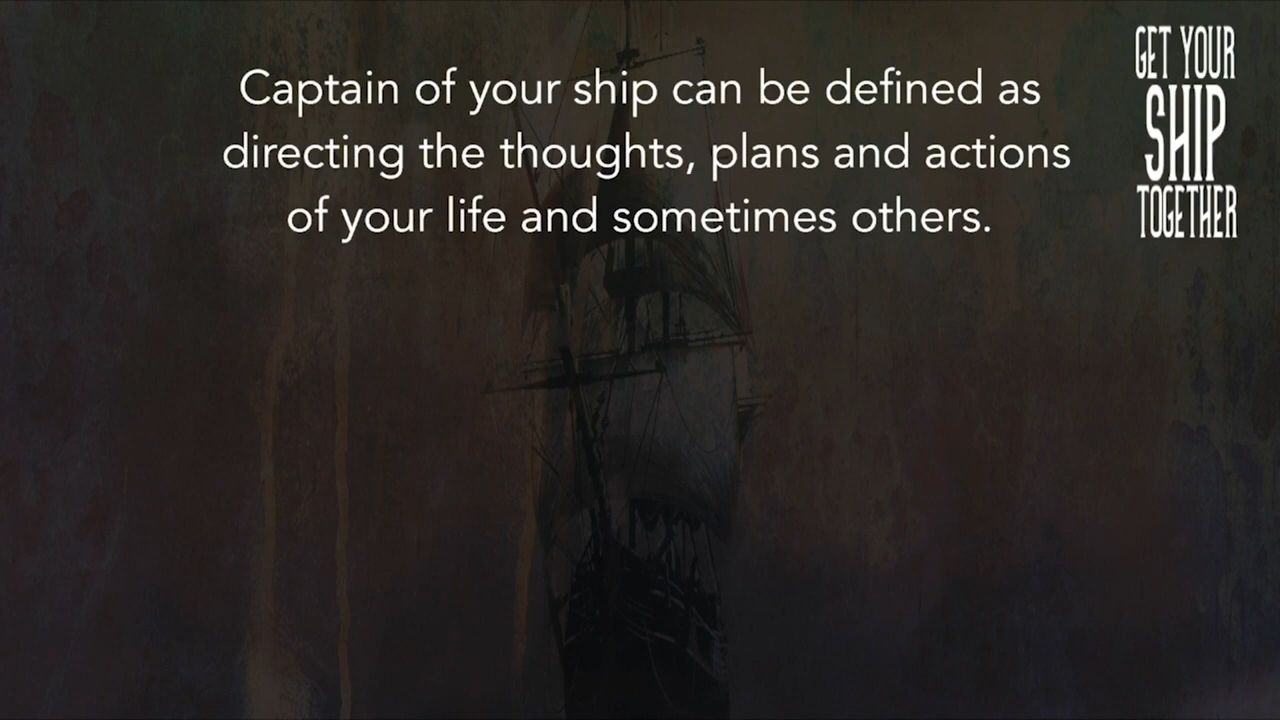 Captain of your ship can be defined as
directing the thoughts, plans and actions
of your life and sometimes others.
GET YOUR
SHIP
TOGETHER